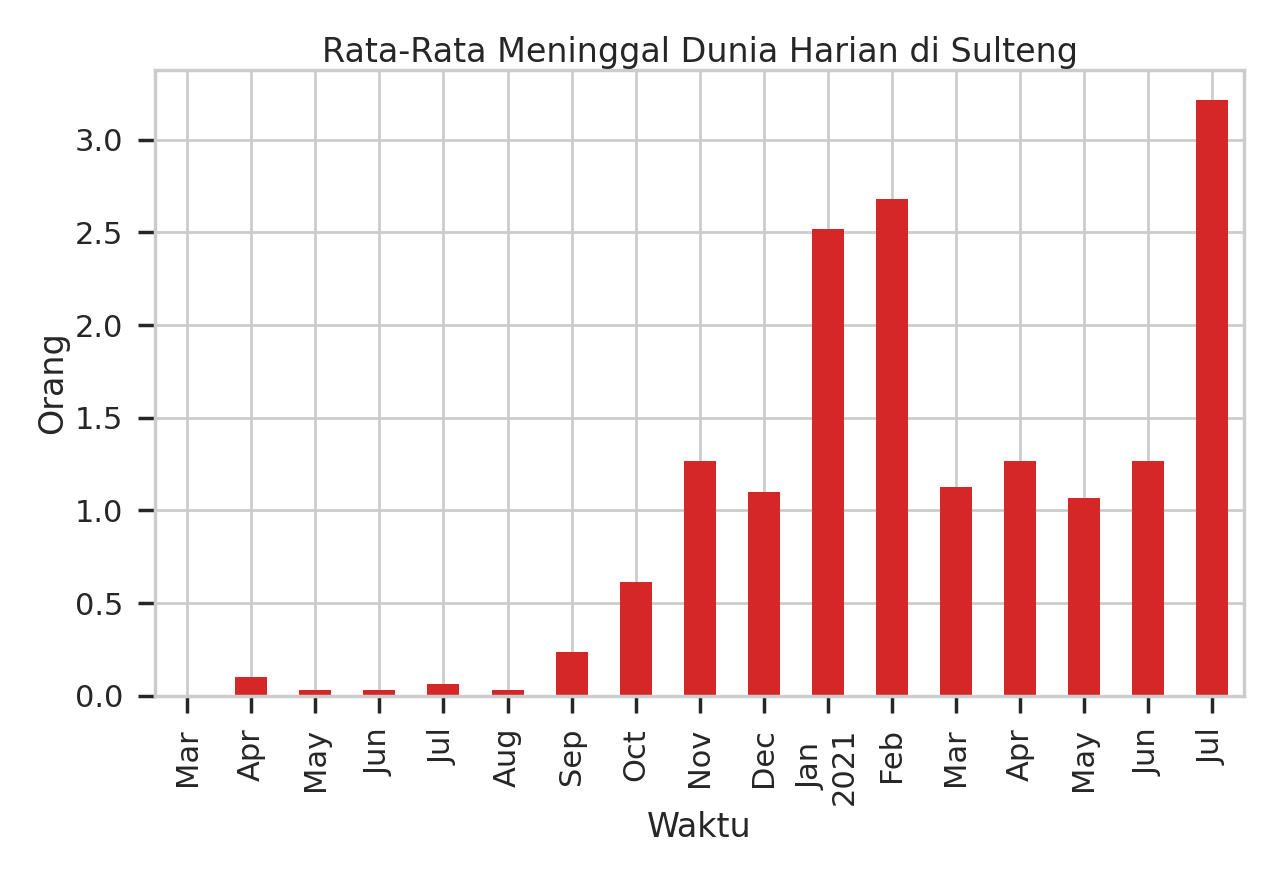 Rata-Rata Meninggal Dunia Harian di Sulteng
Orang
3.0
2.5
2.0
1.5
1.0
0.5
0.0
Mar
Apr
May
Jun
Jul
Aug
Sep
Oct
Nov
Dec
Jan
2021
Feb
Mar
Apr
May
Jun
Jul
Waktu